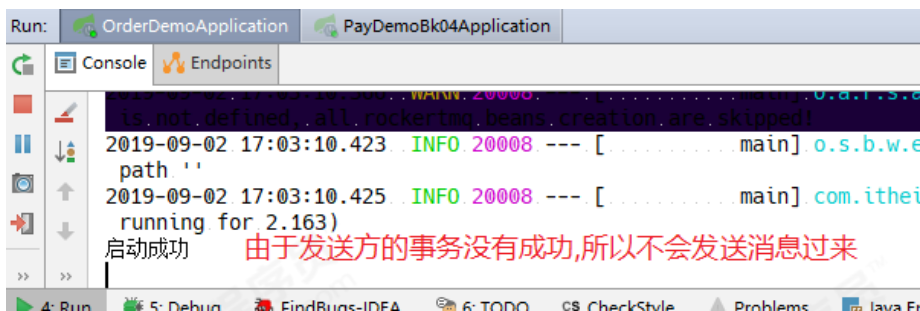 Run: OrderDemoApplication PayDemoBk04Application
Console Endpoints
is not defined, all rockertmq beans creation are skipped!
2019-09-02 17:03:10.423 INFO 20008 --- [ main] o.s.b.w.e
path ''
2019-09-02 17:03:10.425 INFO 20008 --- [ main] com.ithei
running for 2.163)
启动成功 由于发送方的事务没有成功,所以不会发送消息过来
4: Run 5: Debug FindBugs-IDEA 6: TODO CheckStyle Problems Java En